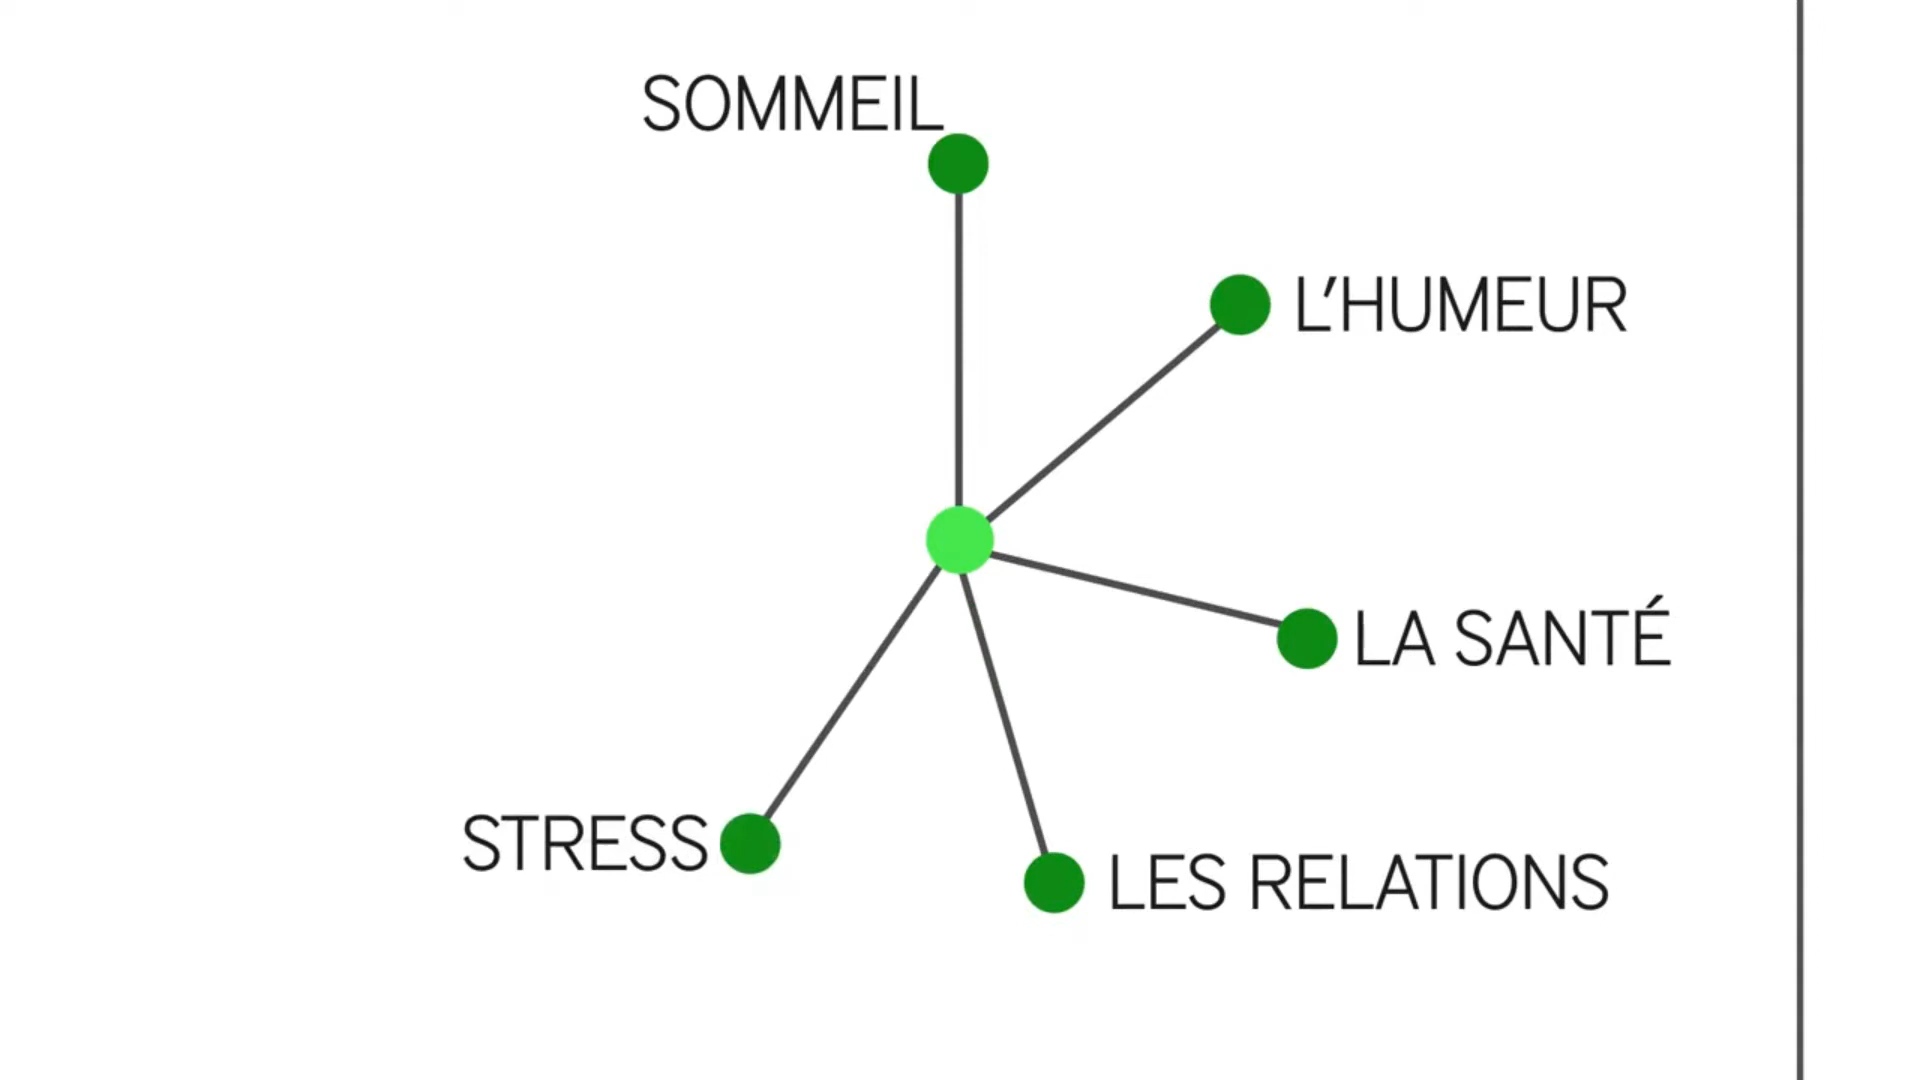 SOMMEIL
L’HUMEUR
LA SANTÉ
STRESS
LES RELATIONS